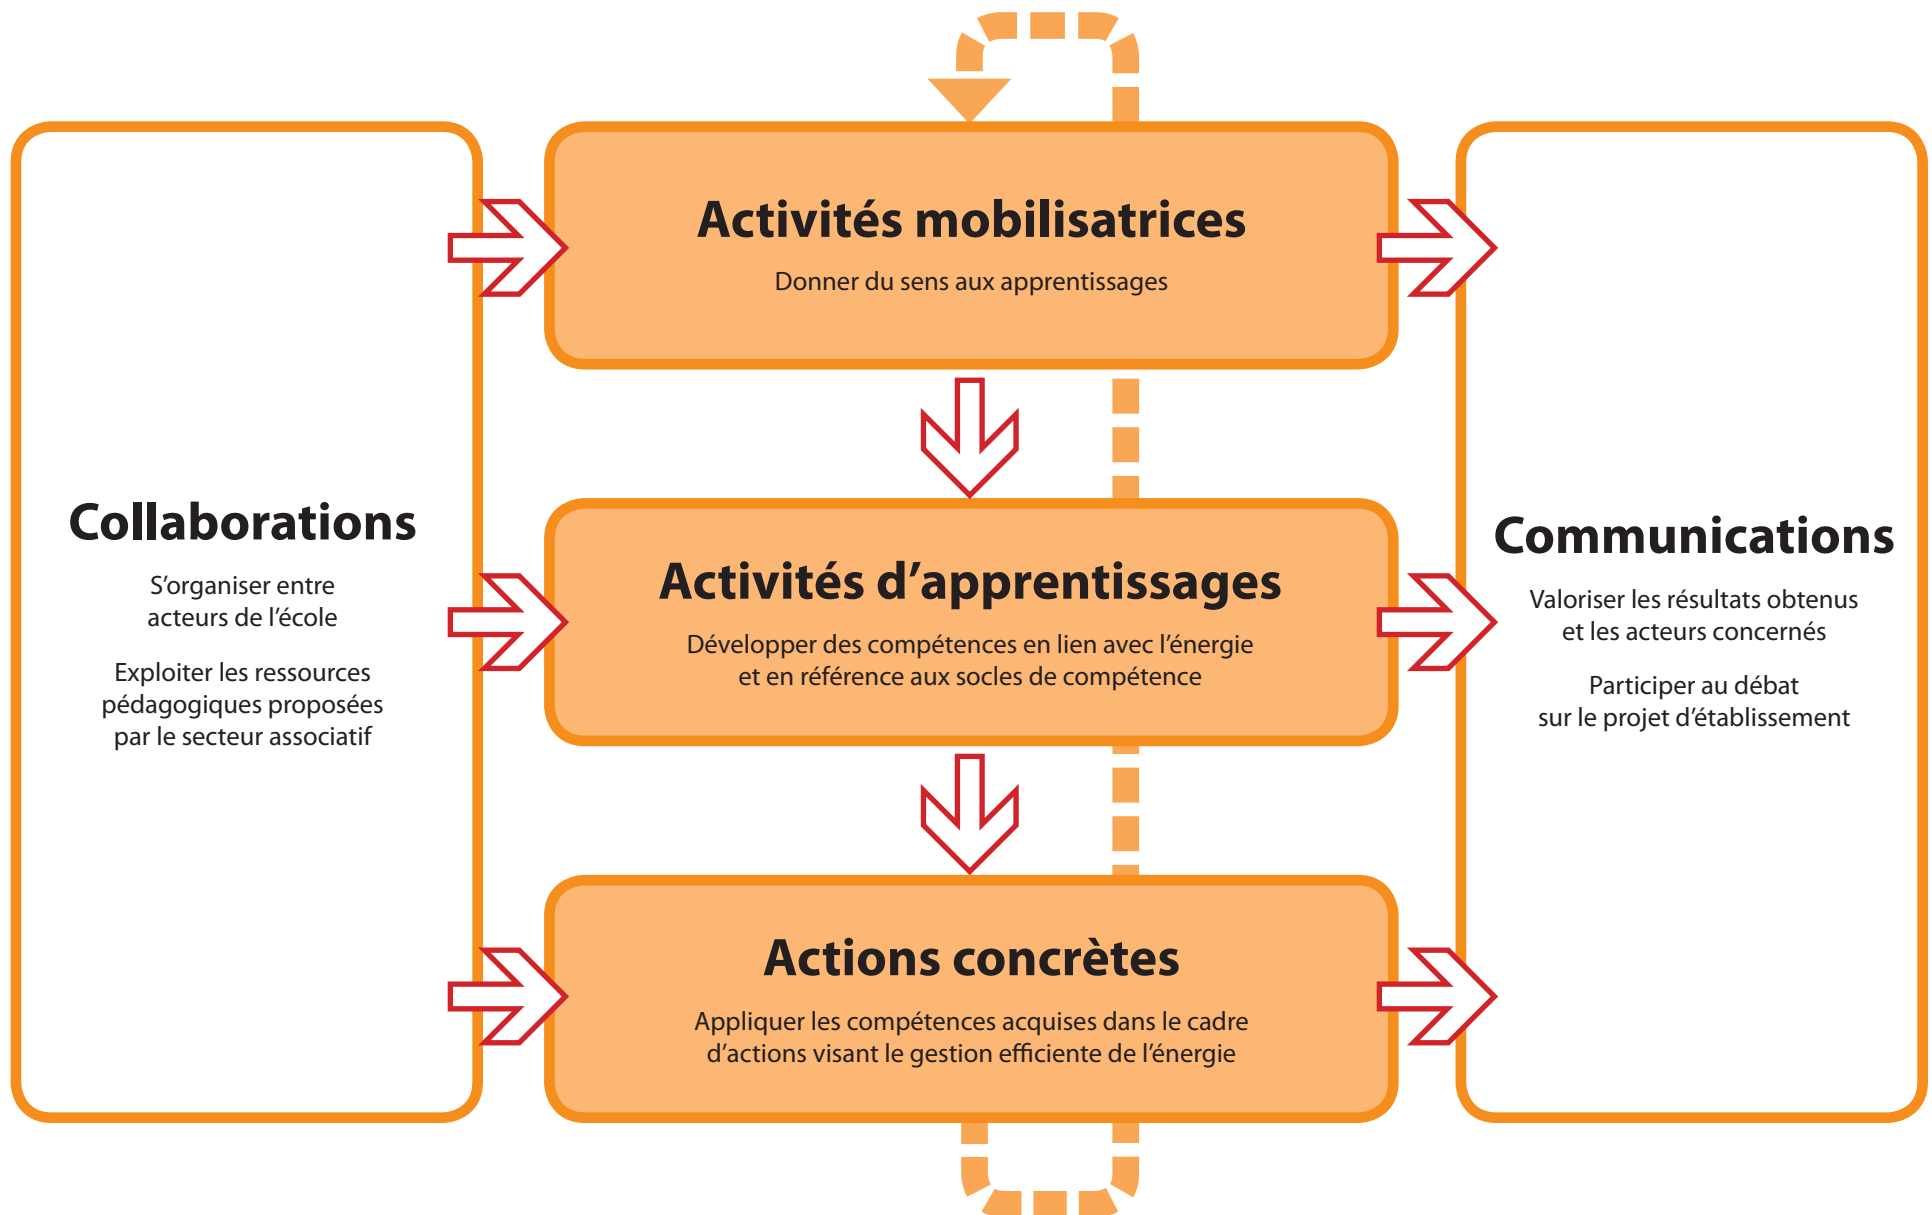 Collaborations
S’organiser entre
acteurs de l’école
Exploiter les ressources
pédagogiques proposées
par le secteur associatif
Activités mobilisatrices
Donner du sens aux apprentissages
Activités d’apprentissages
Développer des compétences en lien avec l’énergie
et en référence aux socles de compétence
Actions concrètes
Appliquer les compétences acquises dans le cadre
d’actions visant le gestion efficiente de l’énergie
Communications
Valoriser les résultats obtenus
et les acteurs concernés
Participer au débat
sur le projet d’établissement